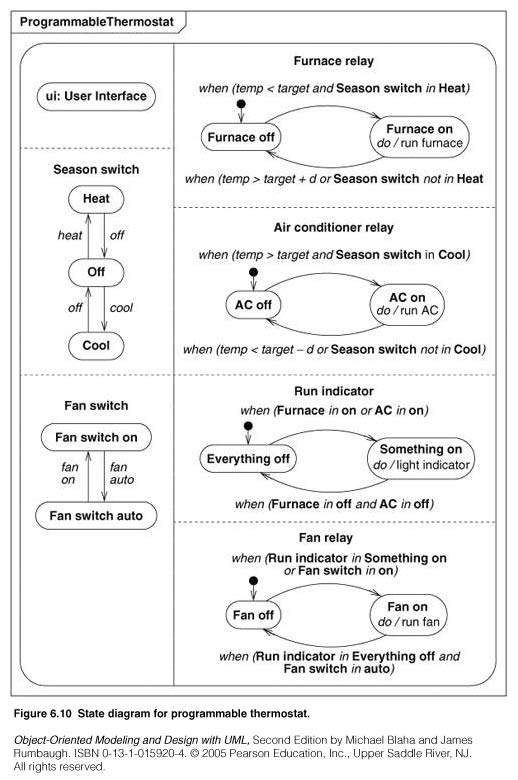 ProgrammableThermostat
ui: User Interface
Season switch
Heat
heat
off
Off
off
cool
Cool
Fan switch
Fan switch on
fan
on
fan
auto
Fan switch auto
Furnace relay
when (temp < target and Season switch in Heat)
Furnace off
Furnace on
do / run furnace
when (temp > target + d or Season switch not in Heat
Air conditioner relay
when (temp > target and Season switch in Cool)
AC off
AC on
do / run AC
when (temp < target – d or Season switch not in Cool)
Run indicator
when (Furnace in on or AC in on)
Everything off
Something on
do / light indicator
when (Furnace in off and AC in off)
Fan relay
when (Run indicator in Something on
or Fan switch in on)
Fan off
Fan on
do / run fan
when (Run indicator in Everything off and
Fan switch in auto)
Figure 6.10 State diagram for programmable thermostat.
Object-Oriented Modeling and Design with UML, Second Edition by Michael Blaha and James
Rumbaugh. ISBN 0-13-1-015920-4. © 2005 Pearson Education, Inc., Upper Saddle River, NJ.
All rights reserved.